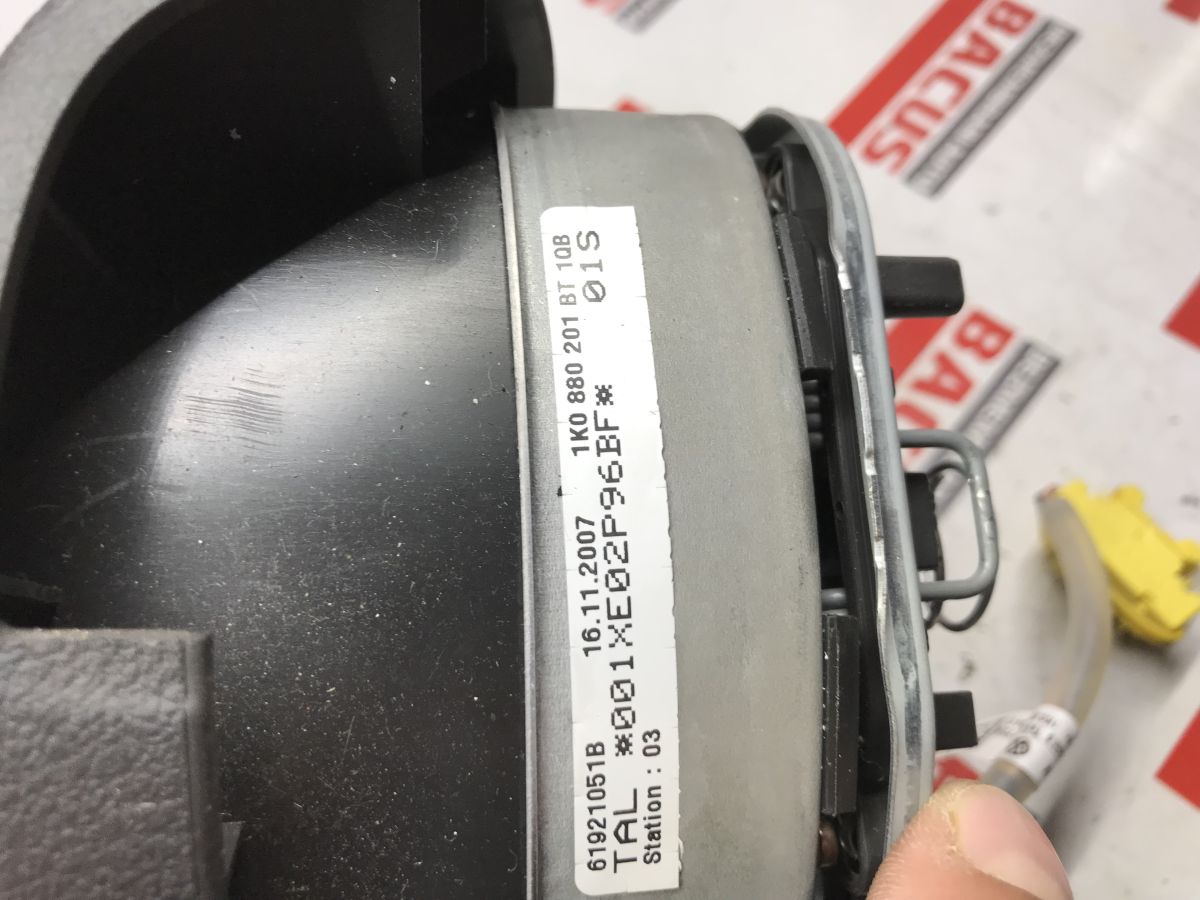 61921051B 16.11.2007 1K0 880 201 BT 1QB
TAL *001XE02P96BF* 01S
Station : 03
BACUS
BACUS